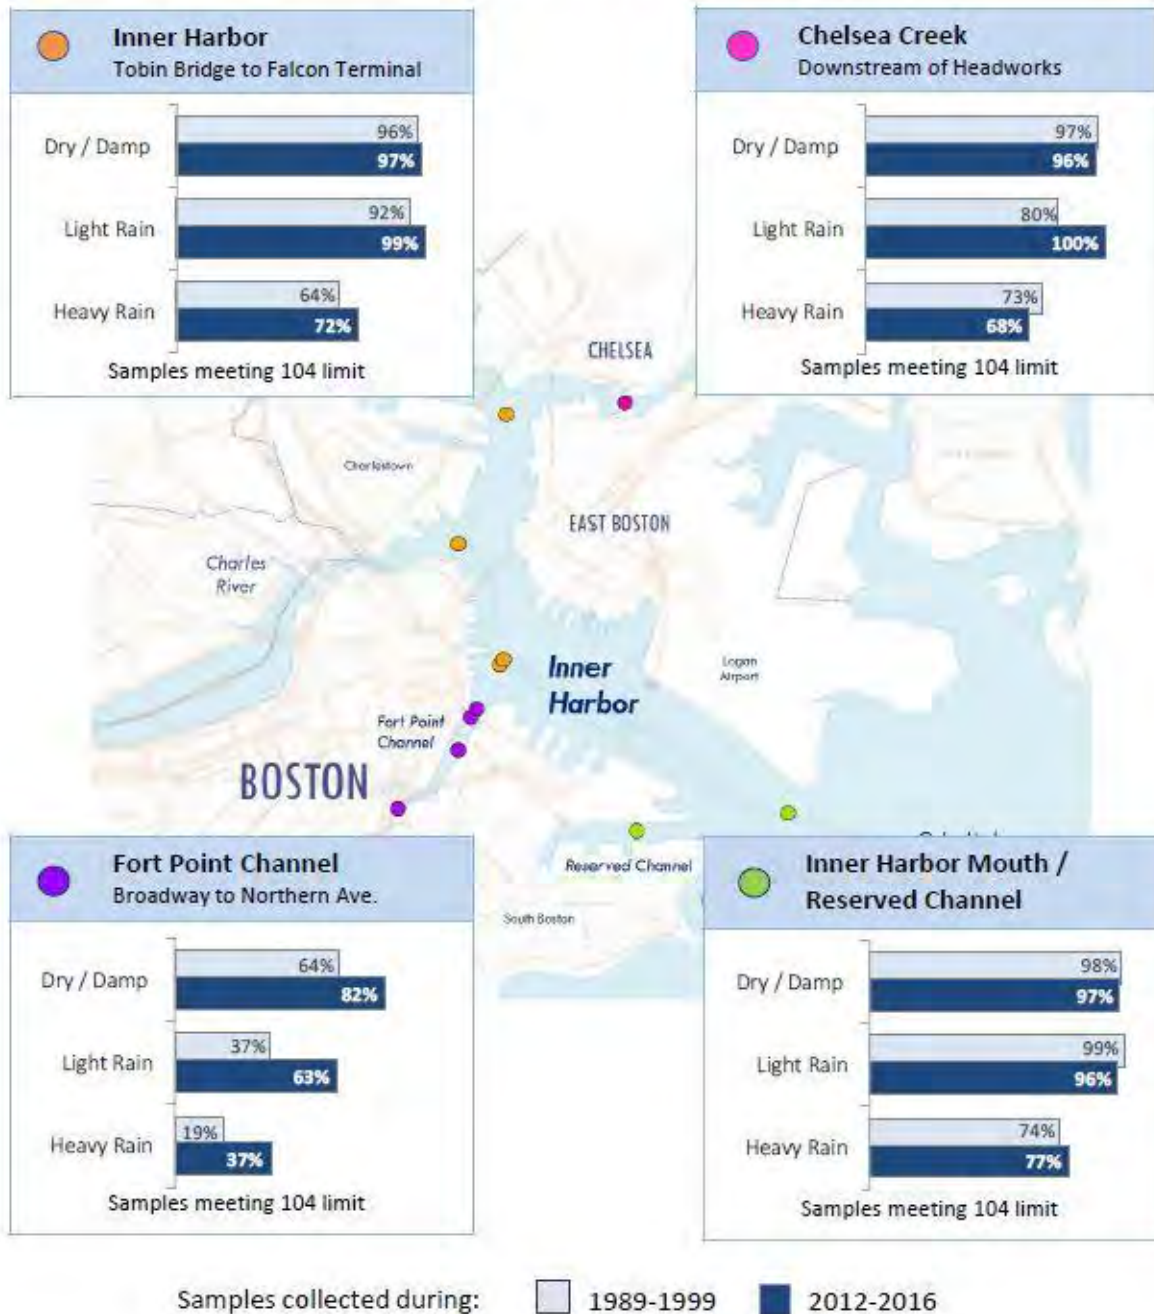 Inner Harbor
Tobin Bridge to Falcon Terminal
Dry / Damp
96%
97%
Light Rain
92%
99%
Heavy Rain
64%
72%
Samples meeting 104 limit
Chelsea Creek
Downstream of Headworks
Dry / Damp
97%
96%
Light Rain
80%
100%
Heavy Rain
73%
68%
Samples meeting 104 limit
CHELSEA
Charlestown
EAST BOSTON
Charles
River
Inner
Harbor
Logan
Airport
Fort Point
Channel
BOSTON
Reserved Channel
South Boston
Fort Point Channel
Broadway to Northern Ave.
Dry / Damp
64%
82%
Light Rain
37%
63%
Heavy Rain
19%
37%
Samples meeting 104 limit
Inner Harbor Mouth /
Reserved Channel
Dry / Damp
98%
97%
Light Rain
99%
96%
Heavy Rain
74%
77%
Samples meeting 104 limit
Samples collected during: 1989-1999 2012-2016